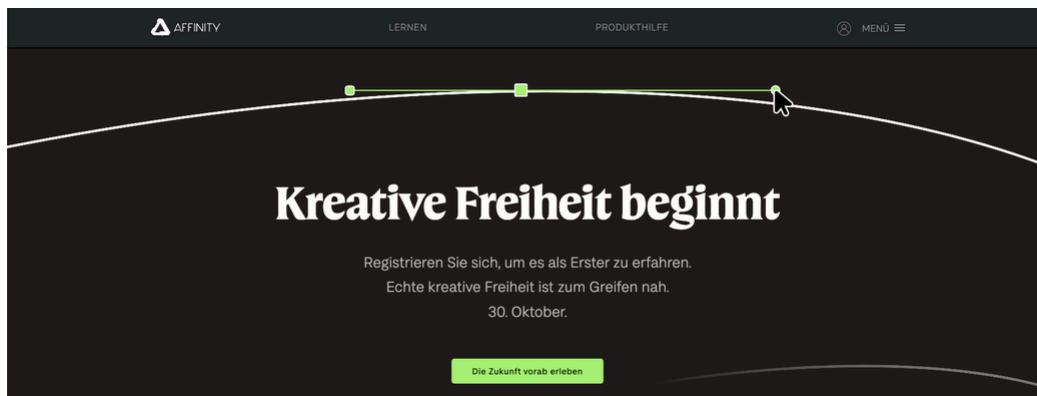 AFFINITY
LERNEN
PRODUKTHILFE
MENÜ
Kreative Freiheit beginnt
Registrieren Sie sich, um es als Erster zu erfahren.
Echte kreative Freiheit ist zum Greifen nah.
30. Oktober.
Die Zukunft vorab erleben